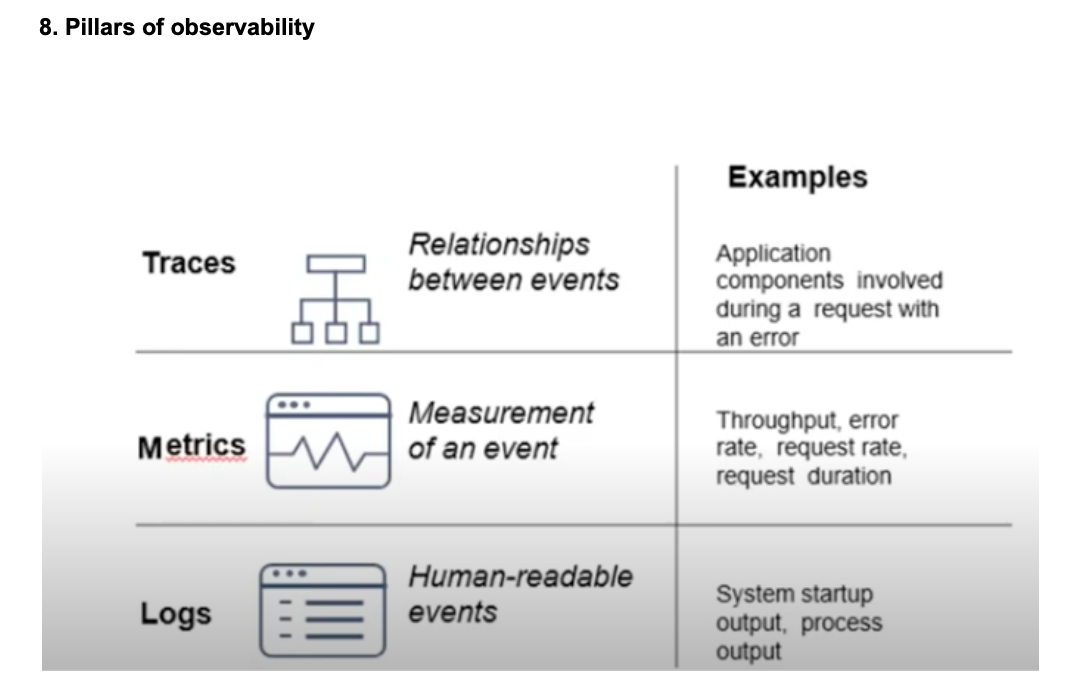 8. Pillars of observability
Examples
Traces
Relationships
between events
Application
components involved
during a request with
an error
Metrics
Measurement
of an event
Throughput, error
rate, request rate,
request duration
Logs
Human-readable
events
System startup
output, process
output